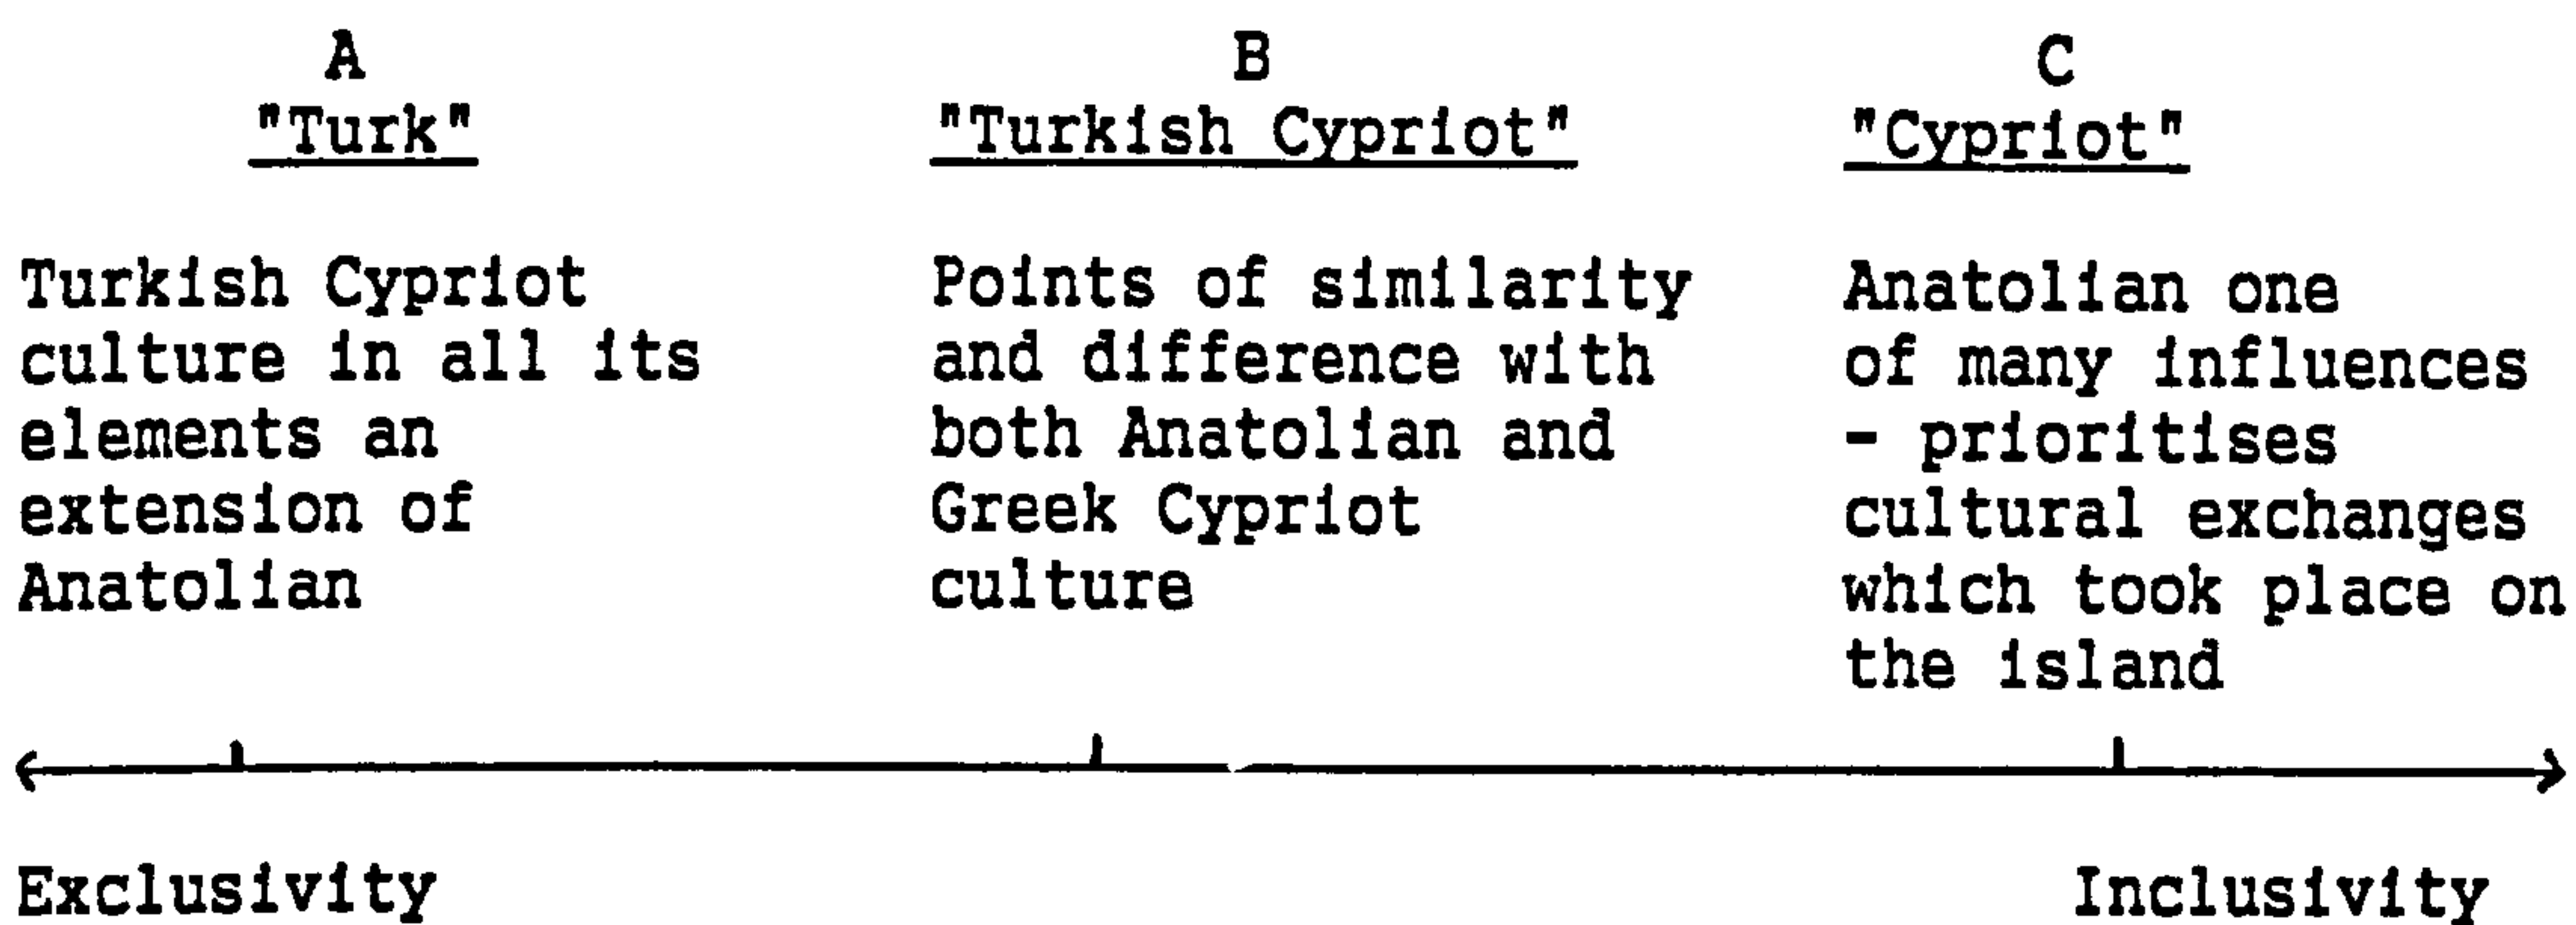 A
"Turk"
Turkish Cypriot
culture in all its
elements an
extension of
Anatolian
B
"Turkish Cypriot"
Points of similarity
and difference with
both Anatolian and
Greek Cypriot
culture
C
"Cypriot"
Anatolian one
of many influences
- prioritises
cultural exchanges
which took place on
the island
Exclusivity
Inclusivity